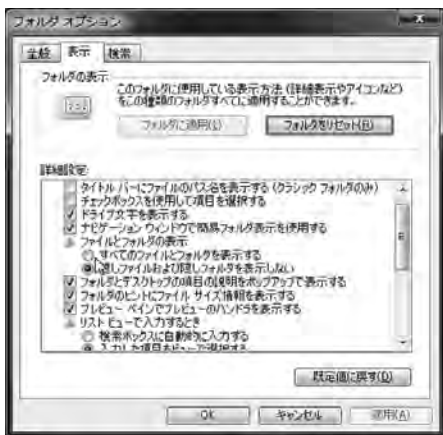 フォルダ オプション
全般 表示 検索
フォルダの表示
このフォルダに使用している表示方法 (詳細表示やアイコンなど)
をこの種類のフォルダすべてに適用することができます。
フォルダに適用(L) フォルダをリセット(R)
詳細設定:
タイトル バーにファイルのパス名を表示する (クラシック フォルダのみ)
チェックボックスを使用して項目を選択する
ドライブ文字を表示する
ナビゲーション ウィンドウで簡易フォルダ表示を使用する
ファイルとフォルダの表示
すべてのファイルとフォルダを表示する
隠しファイルおよび隠しフォルダを表示しない
フォルダとデスクトップの項目の説明をポップアップで表示する
フォルダのヒントにファイル サイズ情報を表示する
プレビュー ペインでプレビューのハンドラを表示する
リスト ビューで入力するとき
検索ボックスに自動的に入力する
入力した項目をビューで選択する
既定値に戻す(D)
OK キャンセル 適用(A)